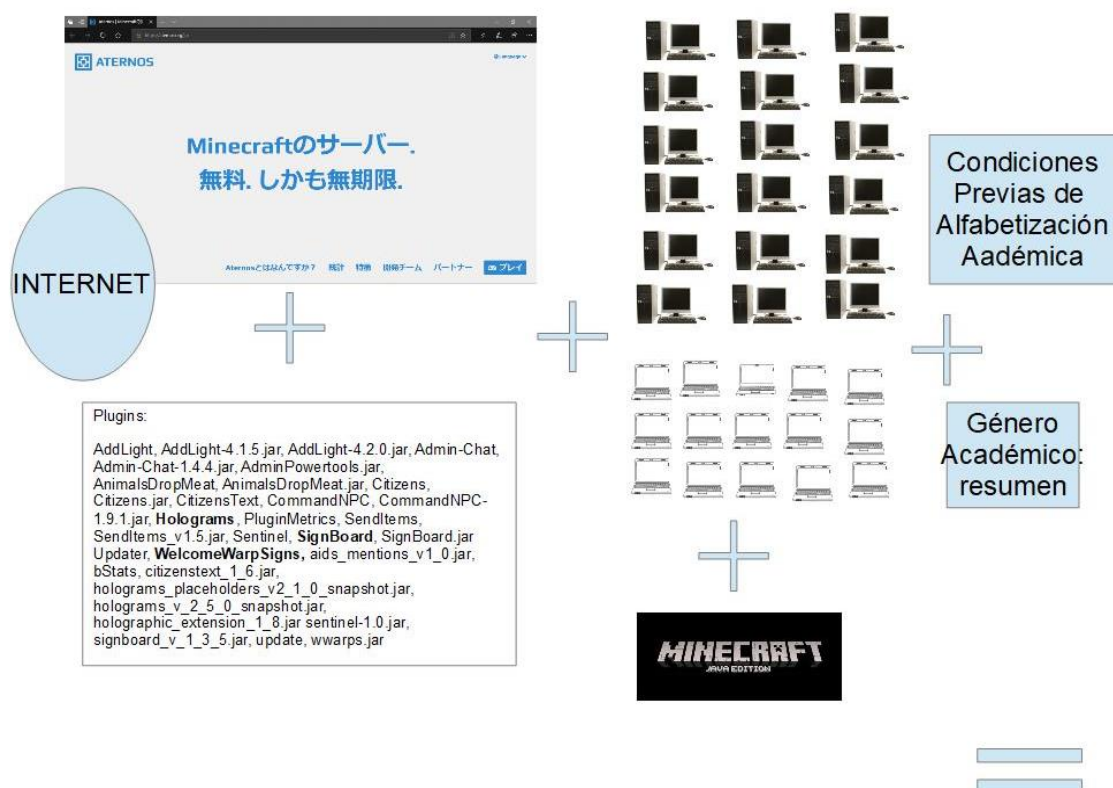 ATERNOS
Minecraftのサーバー.
無料. しかも無期限.
Aternosとはなんですか？ 統計 特徴 開発チーム パートナー プレイ
INTERNET
Plugins:
AddLight, AddLight-4.1.5.jar, AddLight-4.2.0.jar, Admin-Chat,
Admin-Chat-1.4.4.jar, AdminPowertools.jar,
AnimalsDropMeat, AnimalsDropMeat.jar, Citizens,
Citizens.jar, CitizensText, CommandNPC, CommandNPC-
1.9.1.jar, Holograms, PluginMetrics, SendItems,
SendItems_v1.5.jar, Sentinel, SignBoard, SignBoard.jar
Updater, WelcomeWarpSigns, aids_mentions_v1_0.jar,
bStats, citizenstext_1_6.jar,
holograms_placeholders_v2_1_0_snapshot.jar,
holograms_v_2_5_0_snapshot.jar,
holographic_extension_1_8.jar sentinel-1.0.jar,
signboard_v_1_3_5.jar, update, wwarps.jar
MINECRAFT
JAVA EDITION
Condiciones
Previas de
Alfabetización
Aadémica
Género
Académico:
resumen